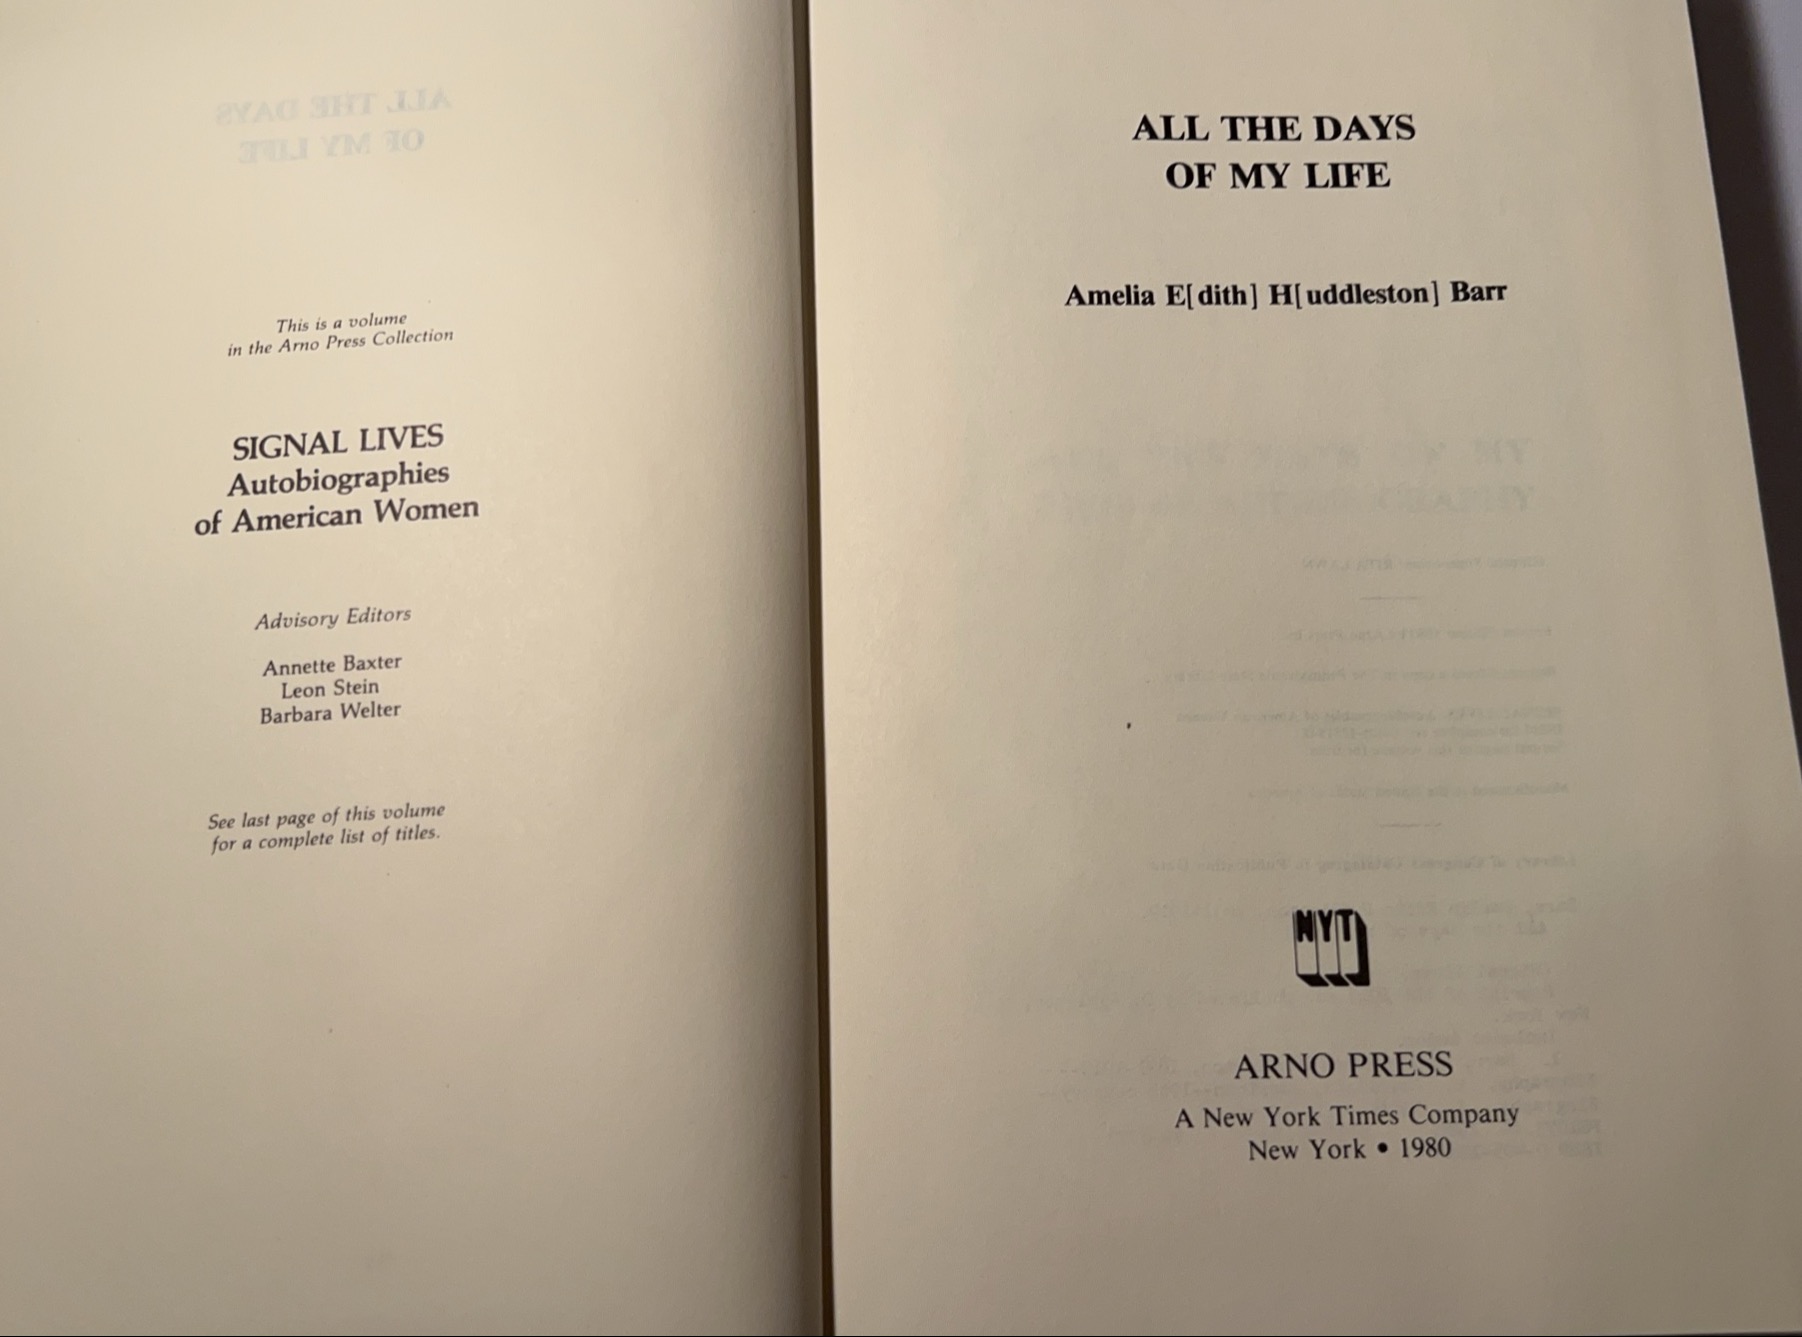 This is a volume
in the Arno Press Collection
SIGNAL LIVES
Autobiographies
of American Women
Advisory Editors
Annette Baxter
Leon Stein
Barbara Welter
See last page of this volume
for a complete list of titles.
ALL THE DAYS
OF MY LIFE
Amelia E[dith] H[uddleston] Barr
NYT
ARNO PRESS
A New York Times Company
New York • 1980